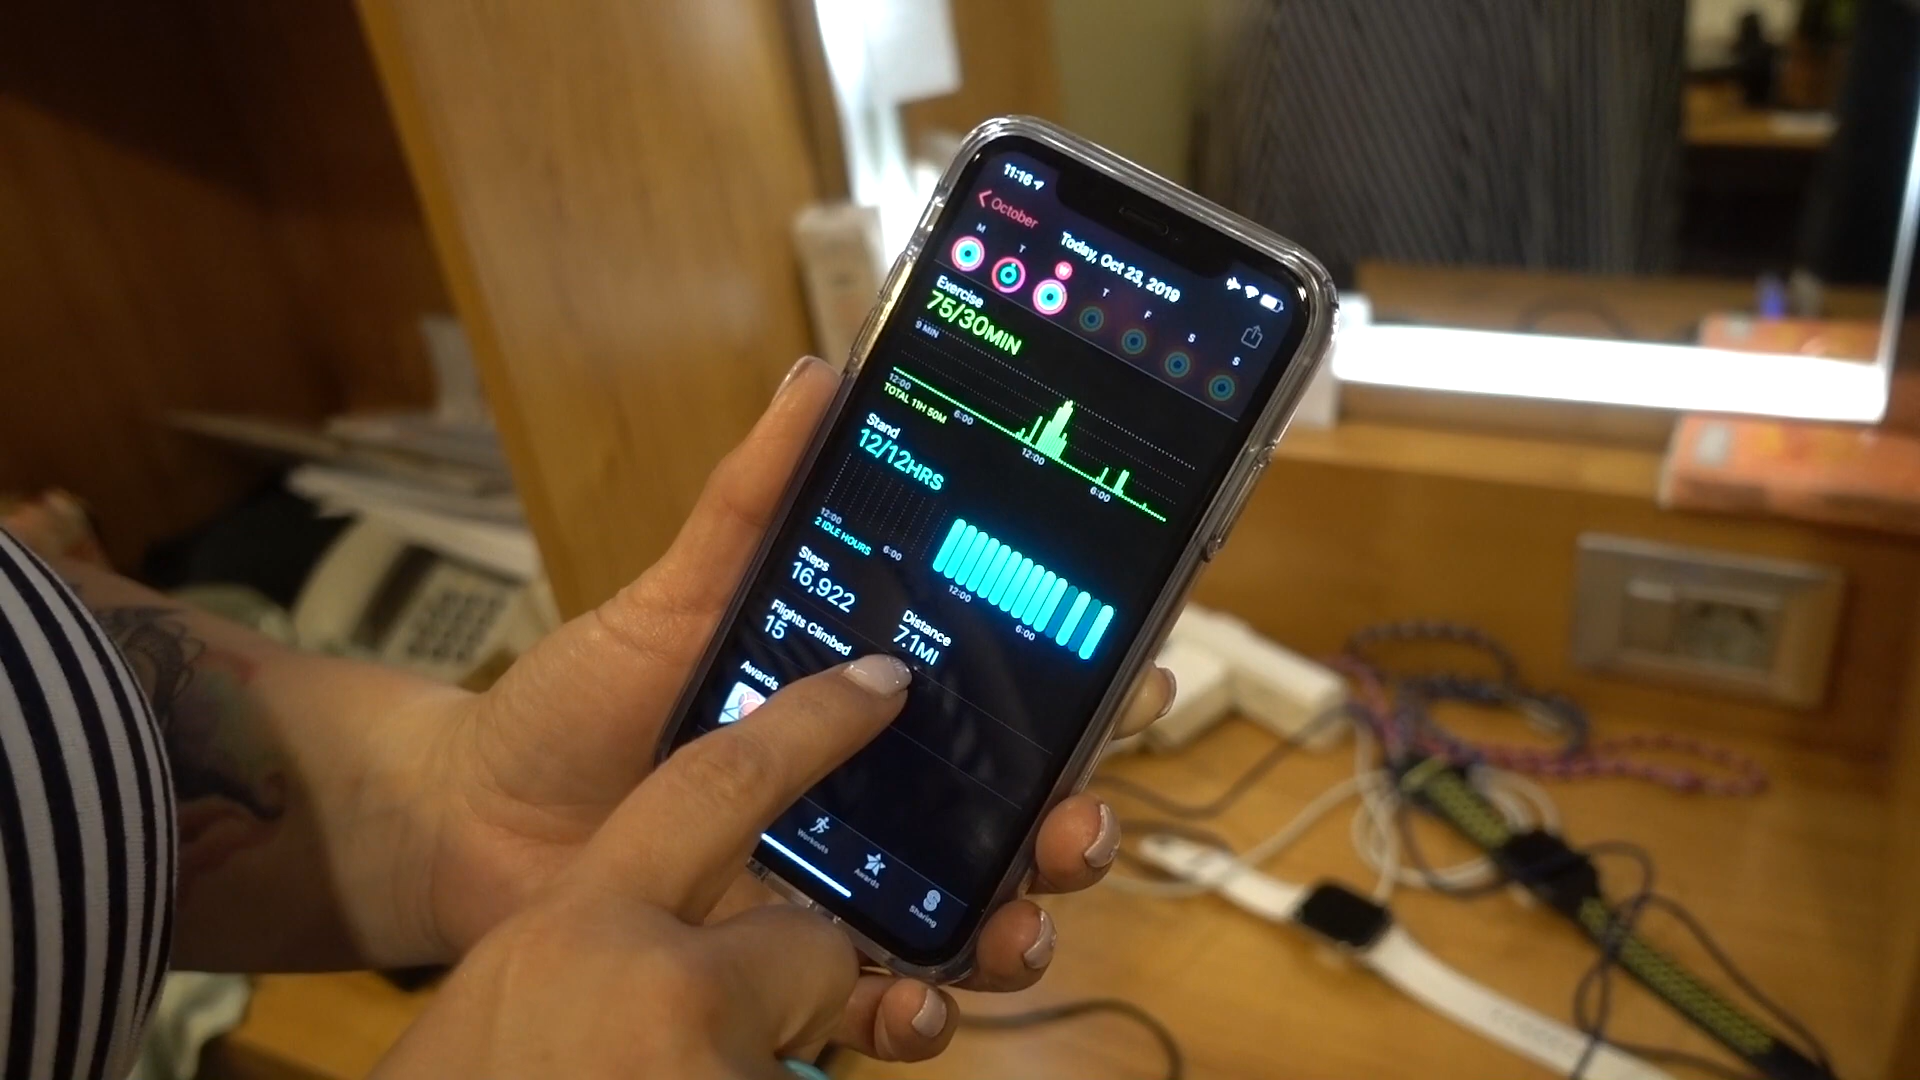 11:16
October
Today, Oct 23, 2019
M T W T F S S
Exercise
75/30MIN
9 MIN
12:00 6:00 12:00 6:00
TOTAL 11H 50M
Stand
12/12HRS
12:00 6:00 12:00 6:00
2 IDLE HOURS
Steps
16,922
Distance
7.1MI
Flights Climbed
15
Awards
Workouts
Awards
Sharing